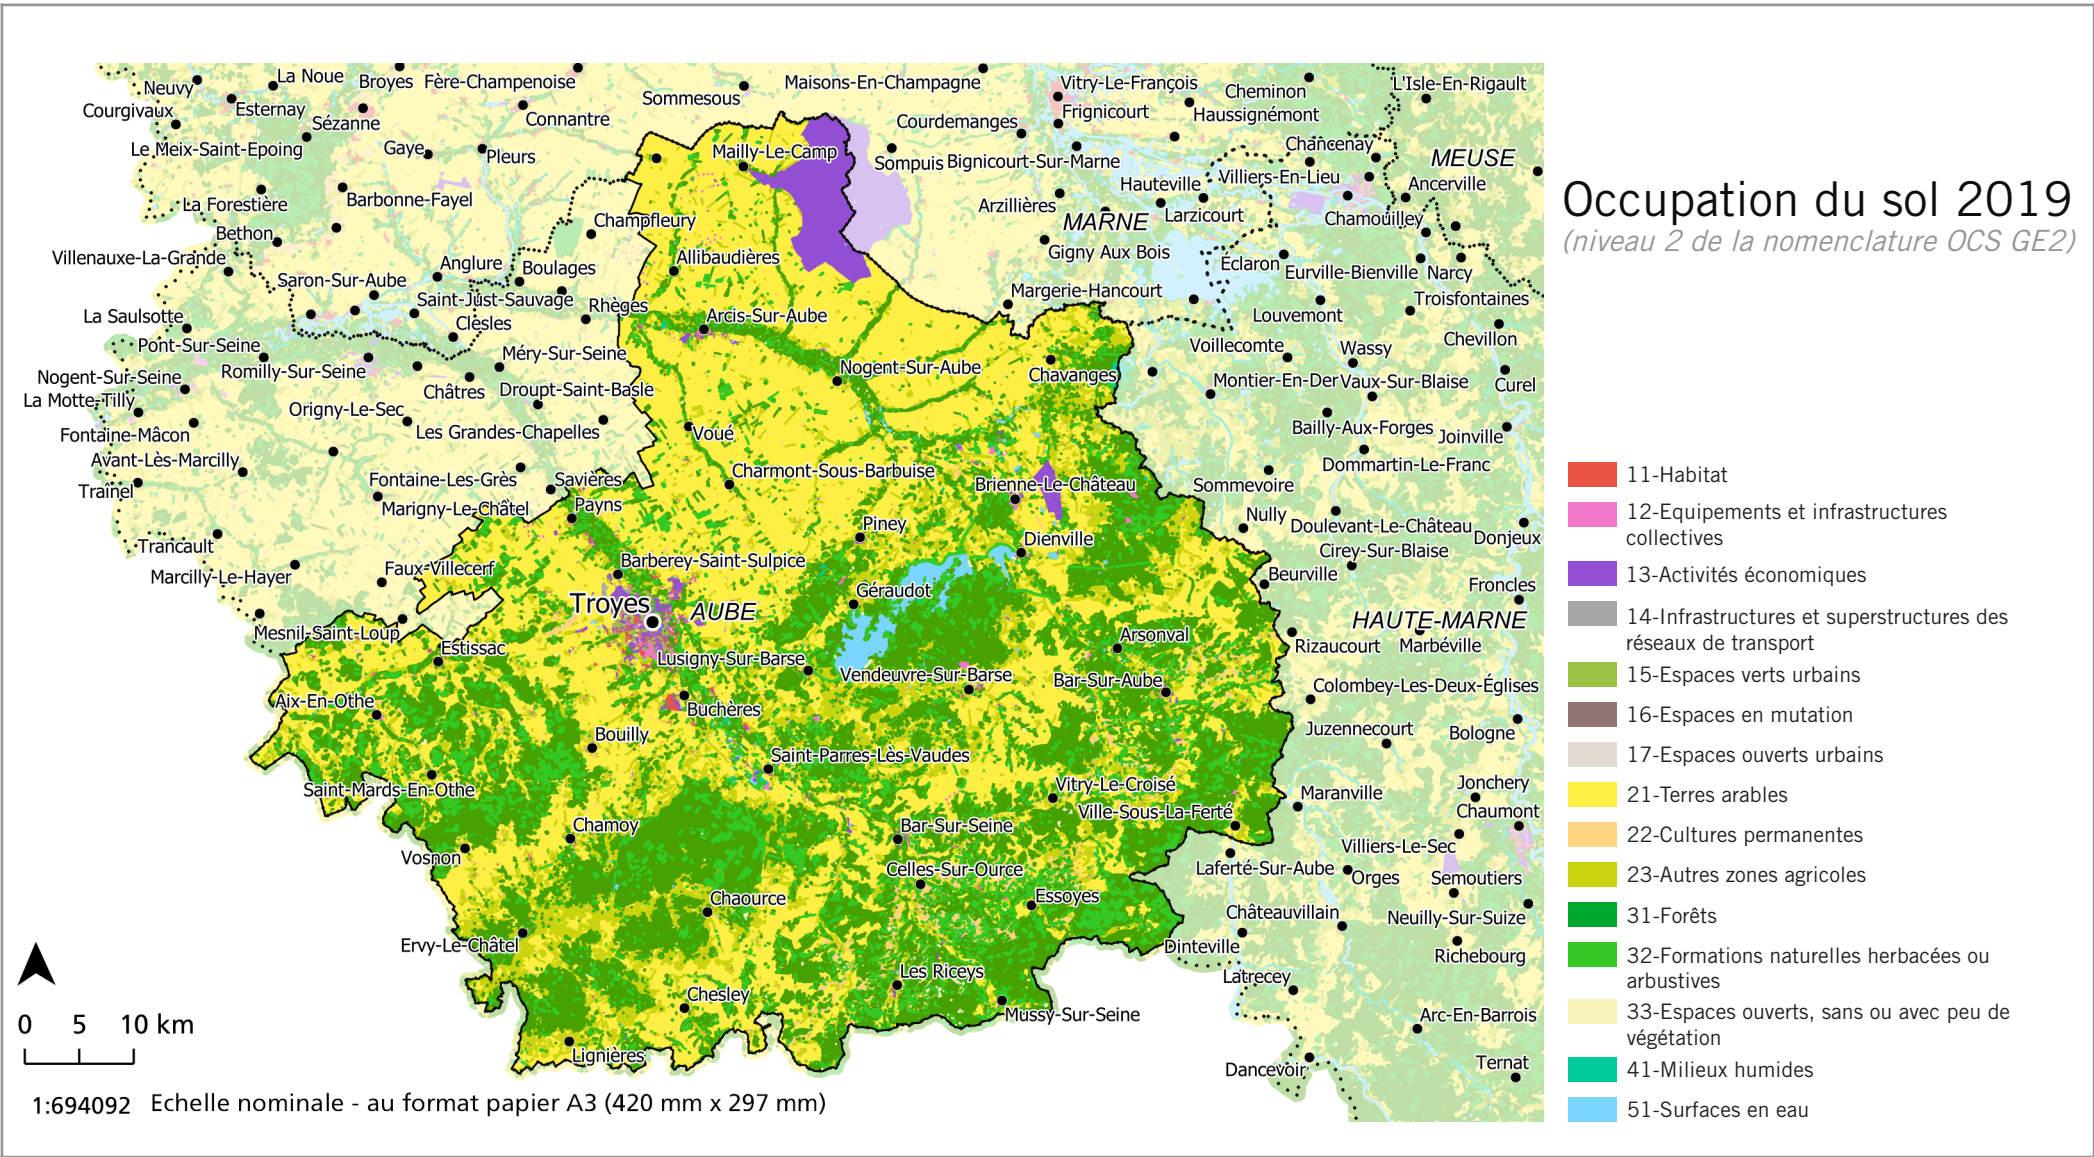 La Noue
Broyes
Fère-Champenoise
Maisons-En-Champagne
Vitry-Le-François
L'Isle-En-Rigault
Neuvy
Sommesous
Cheminon
Courgivaux
Esternay
Sézanne
Connantre
Courdemanges
Frignicourt
Haussignémont
Le Meix-Saint-Epoing
Gaye
Pleurs
Mailly-Le-Camp
Sompuis
Bignicourt-Sur-Marne
Chancenay
MEUSE
La Forestière
Barbonne-Fayel
Hauteville
Villiers-En-Lieu
Ancerville
Bethon
Champfleury
Arzillières
MARNE
Larzicourt
Chamouilley
Villenauxe-La-Grande
Anglure
Boulages
Allibaudières
Gigny Aux Bois
Éclaron
Eurville-Bienville
Narcy
Saron-Sur-Aube
Saint-Just-Sauvage
Rhèges
Margerie-Hancourt
Troisfontaines
La Saulsotte
Clesles
Arcis-Sur-Aube
Louvemont
Chevillon
Pont-Sur-Seine
Méry-Sur-Seine
Voillecomte
Wassy
Nogent-Sur-Seine
Romilly-Sur-Seine
Nogent-Sur-Aube
Chavanges
Montier-En-Der
Vaux-Sur-Blaise
Curel
La Motte-Tilly
Châtres
Droupt-Saint-Basle
Origny-Le-Sec
Fontaine-Mâcon
Les Grandes-Chapelles
Voué
Bailly-Aux-Forges
Joinville
Avant-Lès-Marcilly
Fontaine-Les-Grès
Savières
Charmont-Sous-Barbuise
Brienne-Le-Château
Dommartin-Le-Franc
Traînel
Marigny-Le-Châtel
Payns
Sommevoire
Piney
Nully
Doulevant-Le-Château
Donjeux
Trancault
Dienville
Cirey-Sur-Blaise
Marcilly-Le-Hayer
Faux-Villecerf
Barberey-Saint-Sulpice
Beurville
Froncles
Troyes
AUBE
Géraudot
HAUTE-MARNE
Mesnil-Saint-Loup
Estissac
Lusigny-Sur-Barse
Arsonval
Rizaucourt
Marbéville
Vendeuvre-Sur-Barse
Bar-Sur-Aube
Colombey-Les-Deux-Églises
Aix-En-Othe
Buchères
Bouilly
Juzennecourt
Bologne
Saint-Mards-En-Othe
Saint-Parres-Lès-Vaudes
Vitry-Le-Croisé
Maranville
Jonchery
Chamoy
Bar-Sur-Seine
Ville-Sous-La-Ferté
Chaumont
Vosnon
Villiers-Le-Sec
Celles-Sur-Ource
Laferté-Sur-Aube
Orges
Semoutiers
Chaource
Essoyes
Châteauvillain
Neuilly-Sur-Suize
Ervy-Le-Châtel
Dinteville
Richebourg
Les Riceys
Latrecey
Chesley
Mussy-Sur-Seine
Arc-En-Barrois
Lignières
Dancevoir
Ternat
0 5 10 km
1:694092 Echelle nominale - au format papier A3 (420 mm x 297 mm)
Occupation du sol 2019
(niveau 2 de la nomenclature OCS GE2)
11-Habitat
12-Equipements et infrastructures
collectives
13-Activités économiques
14-Infrastructures et superstructures des
réseaux de transport
15-Espaces verts urbains
16-Espaces en mutation
17-Espaces ouverts urbains
21-Terres arables
22-Cultures permanentes
23-Autres zones agricoles
31-Forêts
32-Formations naturelles herbacées ou
arbustives
33-Espaces ouverts, sans ou avec peu de
végétation
41-Milieux humides
51-Surfaces en eau